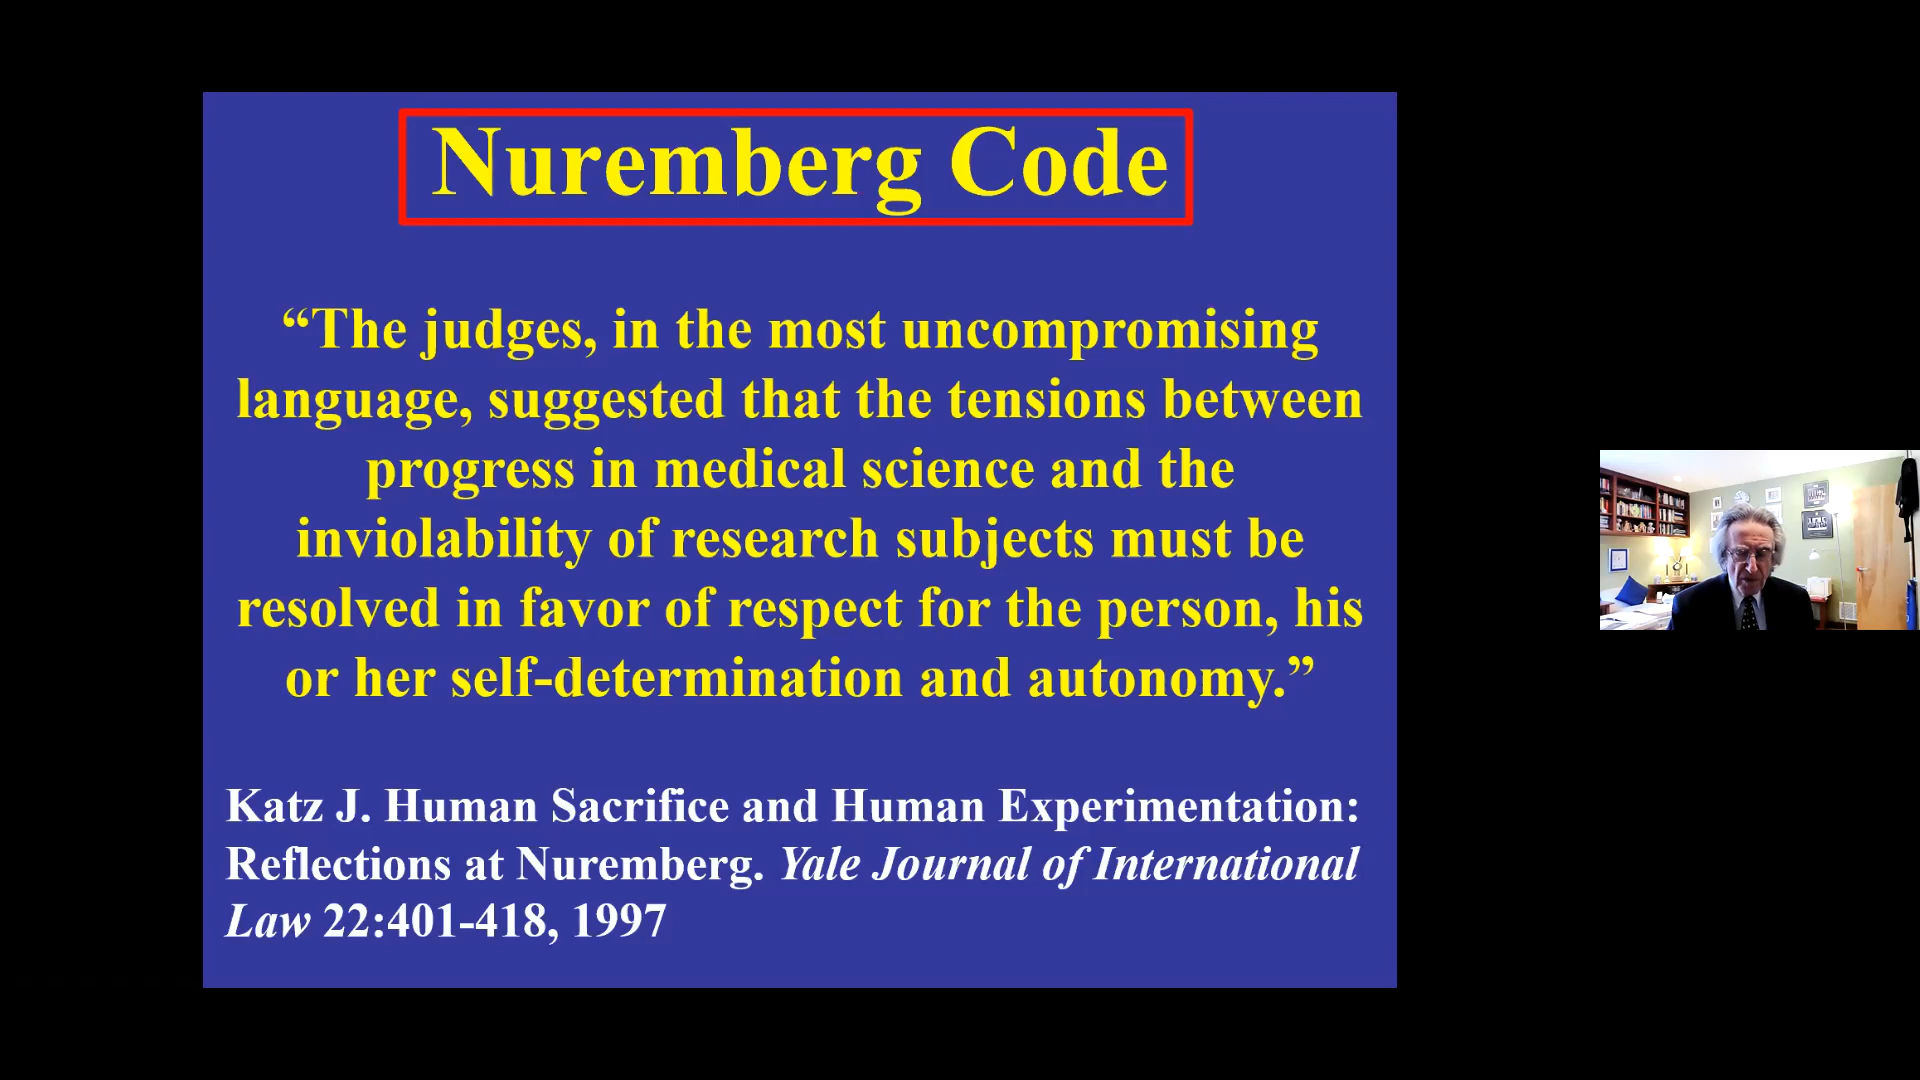 Nuremberg Code
“The judges, in the most uncompromising
language, suggested that the tensions between
progress in medical science and the
inviolability of research subjects must be
resolved in favor of respect for the person, his
or her self-determination and autonomy.”
Katz J. Human Sacrifice and Human Experimentation:
Reflections at Nuremberg. Yale Journal of International
Law 22:401-418, 1997